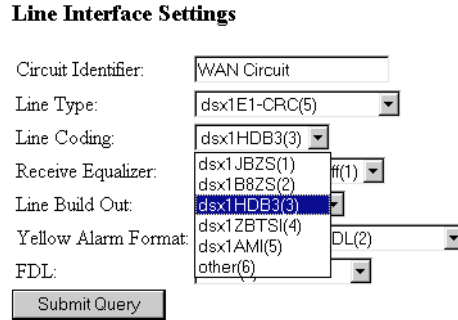 Line Interface Settings
Circuit Identifier: WAN Circuit
Line Type: dsx1E1-CRC(5)
Line Coding: dsx1HDB3(3)
Receive Equalizer: ff(1)
dsx1JBZS(1)
dsx1B8ZS(2)
Line Build Out: dsx1HDB3(3)
dsx1ZBTSI(4)
Yellow Alarm Format: DL(2)
dsx1AMI(5)
FDL: other(6)
Submit Query